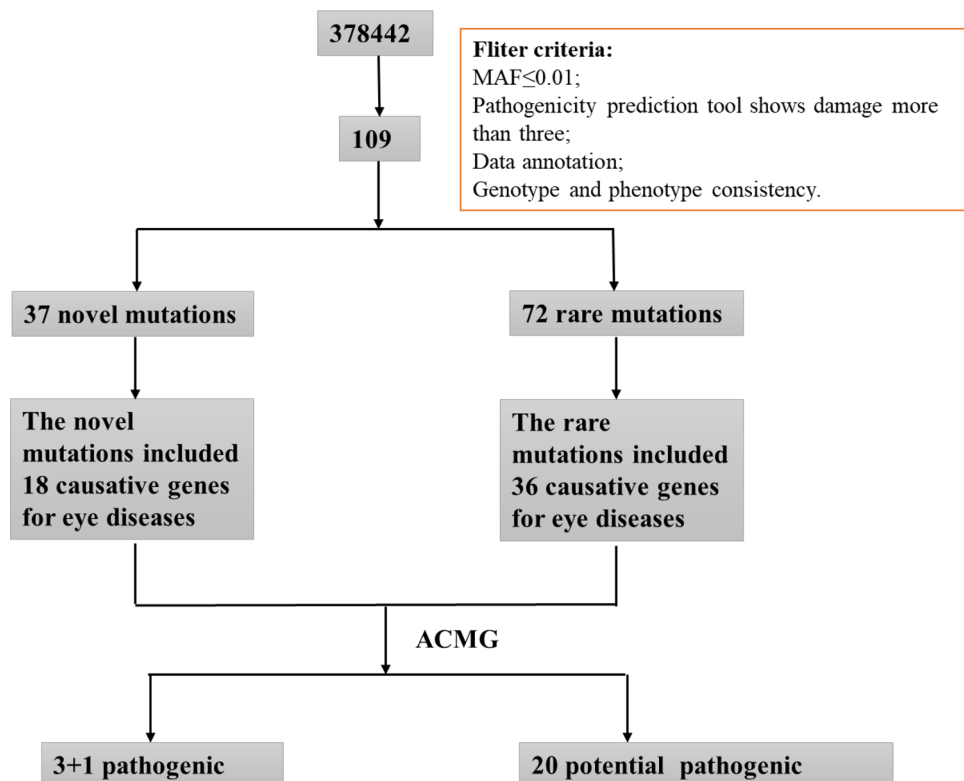 378442
Fliter criteria:
MAF≤0.01;
Pathogenicity prediction tool shows damage more
than three;
Data annotation;
Genotype and phenotype consistency.
109
37 novel mutations
72 rare mutations
The novel
mutations included
18 causative genes
for eye diseases
The rare
mutations included
36 causative genes
for eye diseases
ACMG
3+1 pathogenic
20 potential pathogenic